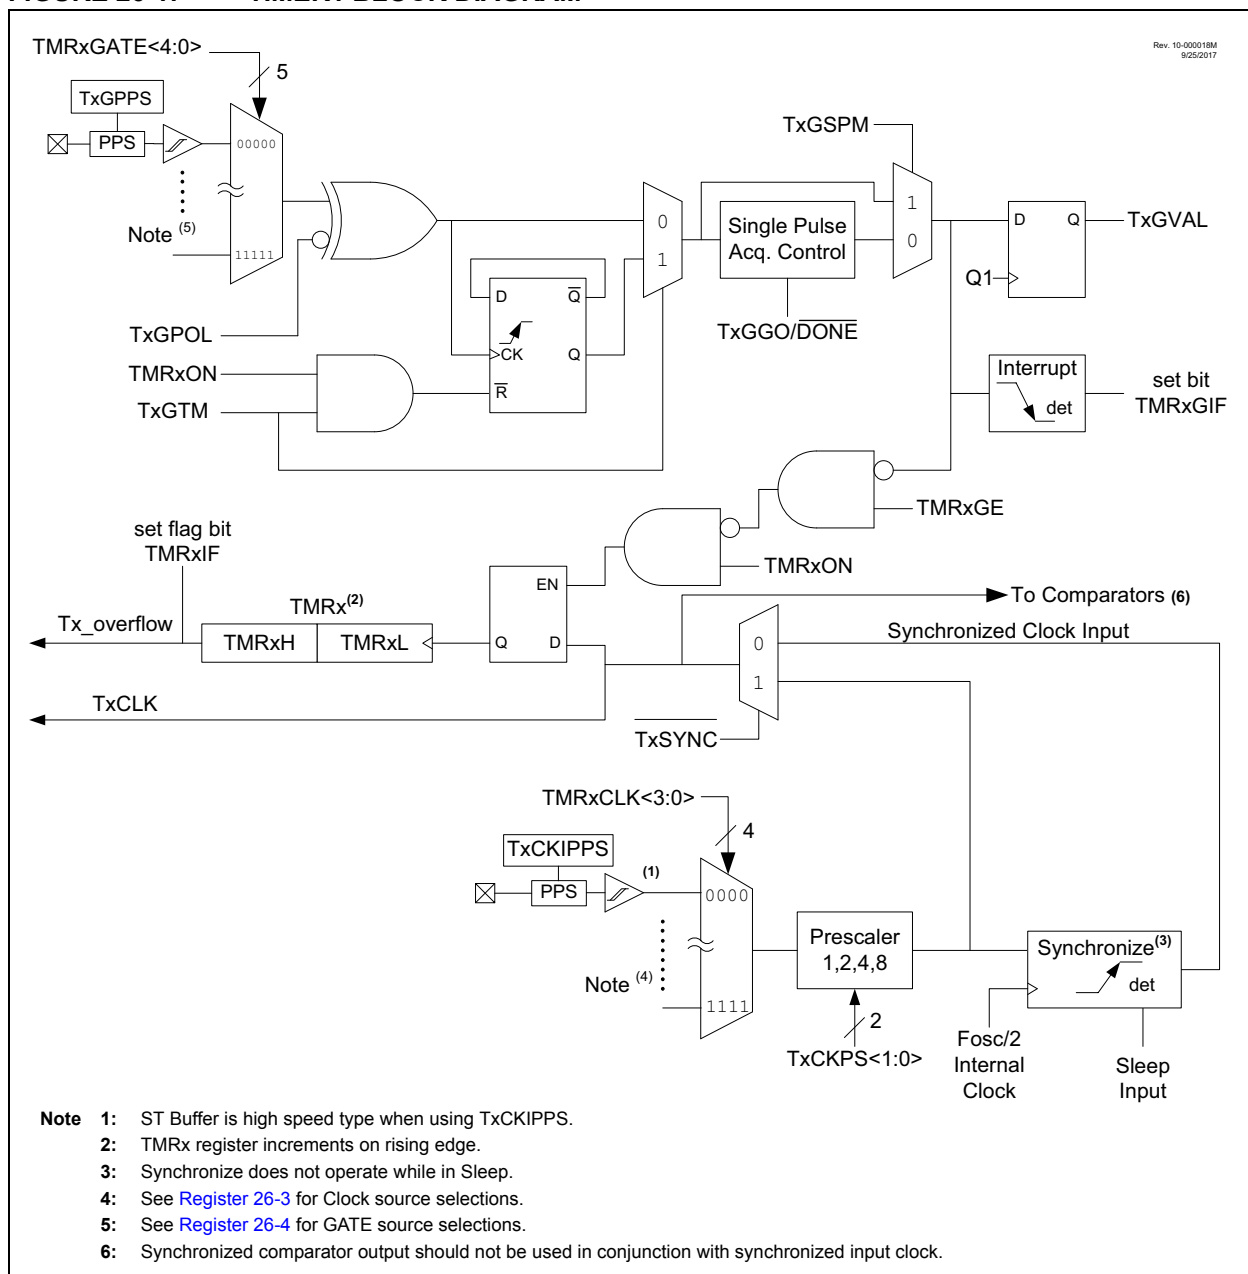 TMRxGATE<4:0>
Rev. 10-000018M
9/25/2017
5
TxGPPS
PPS
00000
Note (5)
11111
TxGSPM
0
1
Single Pulse
Acq. Control
1
0
D Q
TxGVAL
Q1
TxGPOL
D Q
CK Q
R
TxGGO/DONE
TMRxON
TxGTM
Interrupt
det
set bit
TMRxGIF
TMRxGE
set flag bit
TMRxIF
TMRxON
EN
TMRx(2)
To Comparators (6)
Tx_overflow
TMRxH TMRxL
Q D
0
1
Synchronized Clock Input
TxCLK
TxSYNC
TMRxCLK<3:0>
4
TxCKIPPS
(1)
PPS
0000
Prescaler
1,2,4,8
Synchronize(3)
det
Note (4)
1111
2
TxCKPS<1:0>
Fosc/2
Internal
Clock
Sleep
Input
Note 1: ST Buffer is high speed type when using TxCKIPPS.
2: TMRx register increments on rising edge.
3: Synchronize does not operate while in Sleep.
4: See Register 26-3 for Clock source selections.
5: See Register 26-4 for GATE source selections.
6: Synchronized comparator output should not be used in conjunction with synchronized input clock.